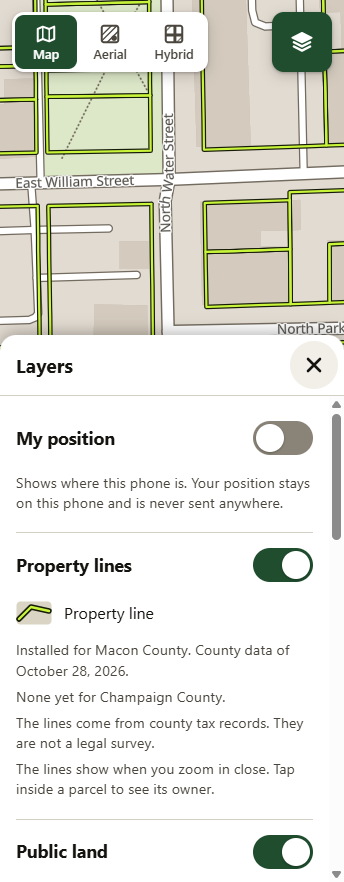 Map
Aerial
Hybrid
East William Street
North Water Street
North Park
Layers
My position
Shows where this phone is. Your position stays
on this phone and is never sent anywhere.
Property lines
Property line
Installed for Macon County. County data of
October 28, 2026.
None yet for Champaign County.
The lines come from county tax records. They
are not a legal survey.
The lines show when you zoom in close. Tap
inside a parcel to see its owner.
Public land